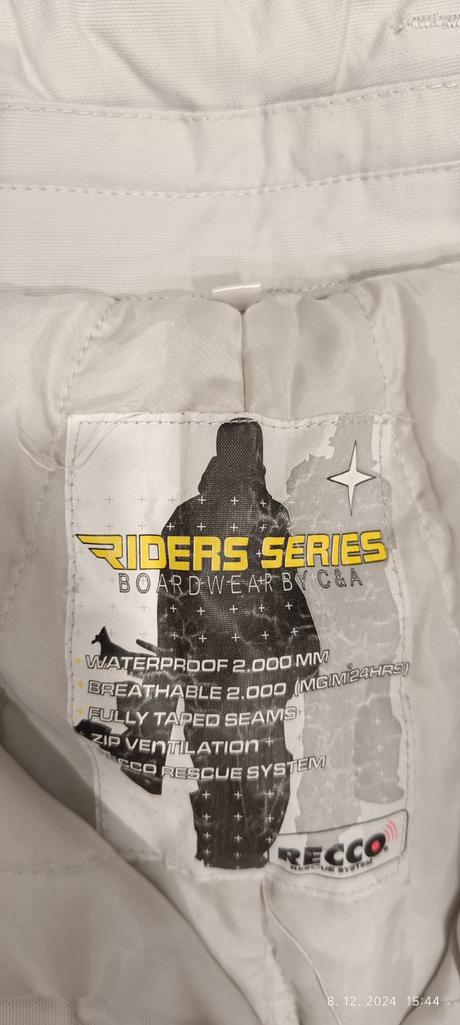 RIDERS SERIES
BOARDWEAR BY C&A
WATERPROOF 2.000 MM
BREATHABLE 2.000 (MG/M²24HRS)
FULLY TAPED SEAMS
ZIP VENTILATION
RECCO RESCUE SYSTEM
RECCO
RESCUE SYSTEM
8. 12. 2024 15:44